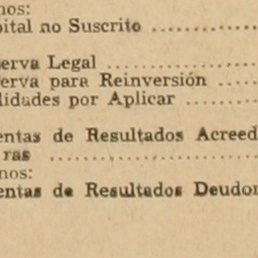 nos:
pital no Suscrito ............
erva Legal ..................
erva para Reinversión ......
lidades por Aplicar .........
entas de Resultados Acreed
ras ........................
nos:
entas de Resultados Deudor